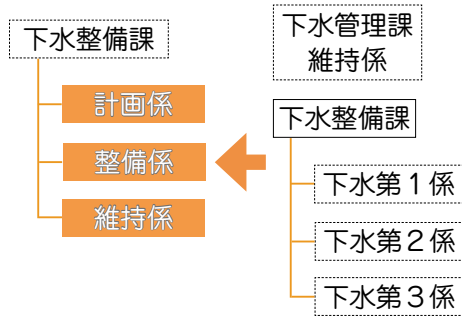 下水整備課
計画係
整備係
維持係
下水管理課
維持係
下水整備課
下水第１係
下水第２係
下水第３係